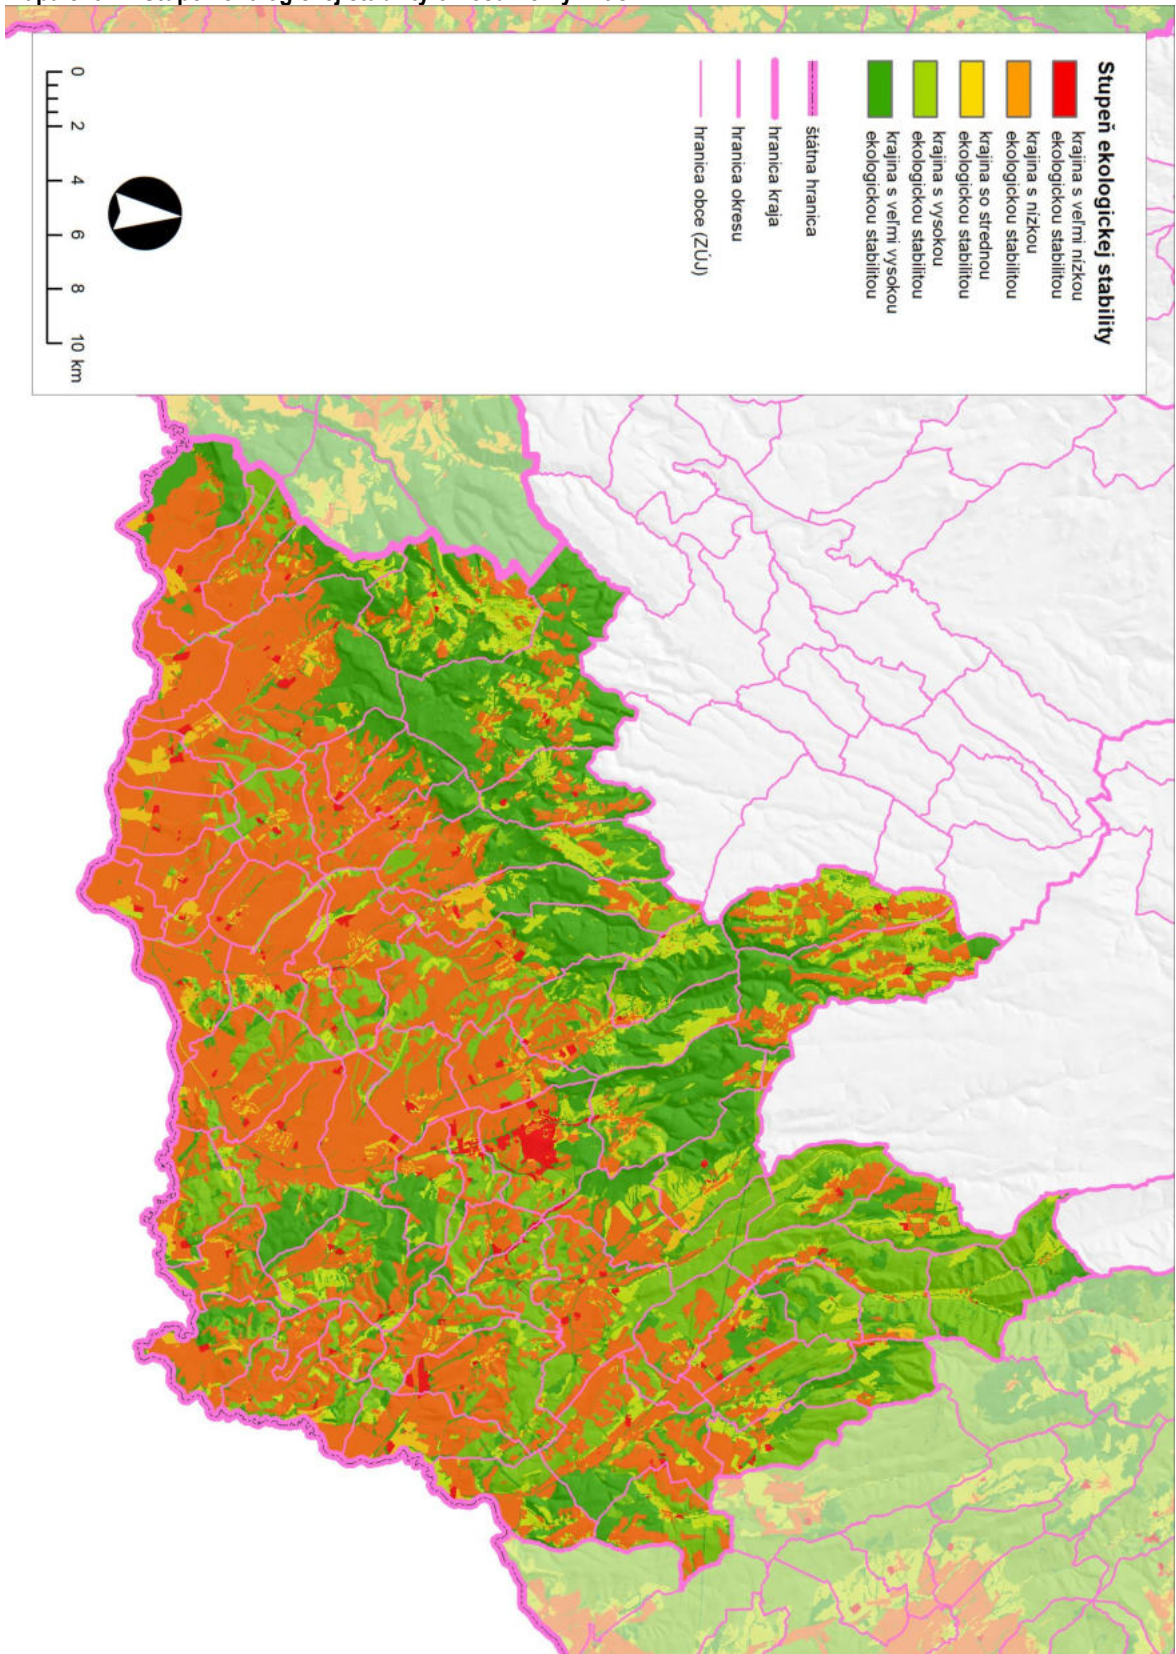 Stupeň ekologickej stability
krajina s veľmi nízkou
ekologickou stabilitou
krajina s nízkou
ekologickou stabilitou
krajina so strednou
ekologickou stabilitou
krajina s vysokou
ekologickou stabilitou
krajina s veľmi vysokou
ekologickou stabilitou
štátna hranica
hranica kraja
hranica okresu
hranica obce (ZÚJ)
0 2 4 6 8 10 km